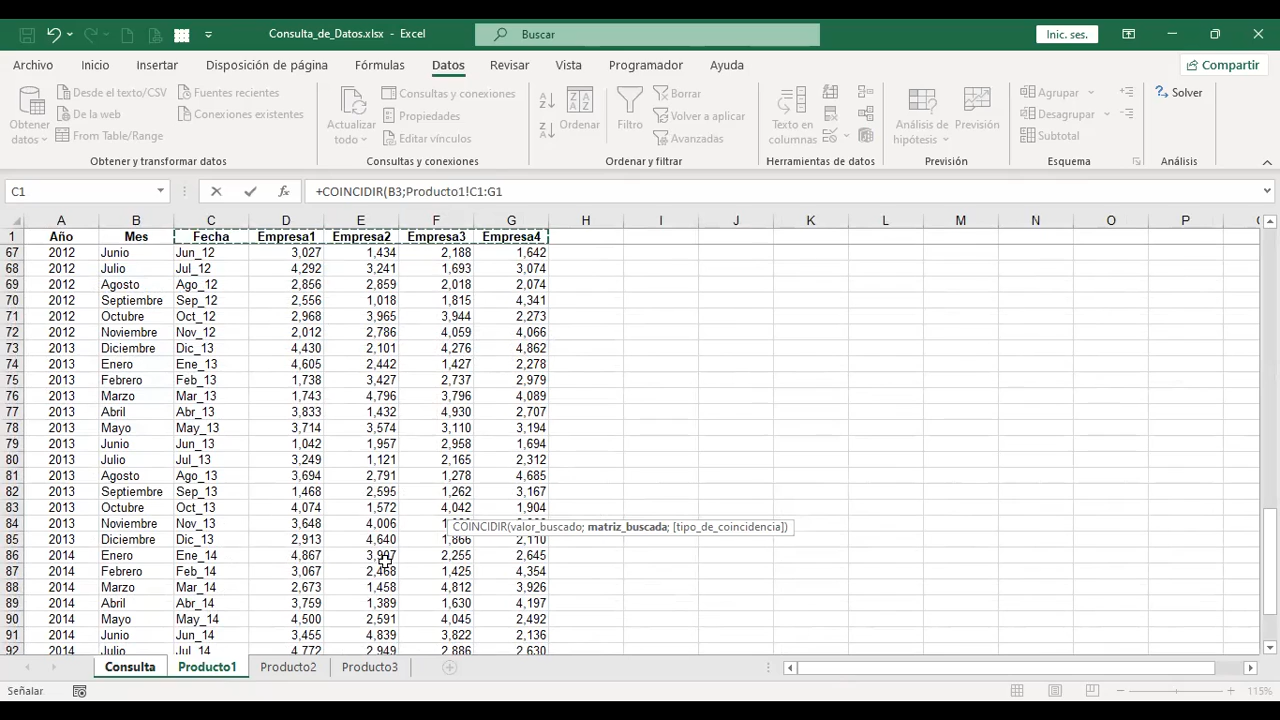 Consulta_de_Datos.xlsx - Excel
Buscar
Inic. ses.
Archivo Inicio Insertar Disposición de página Fórmulas Datos Revisar Vista Programador Ayuda Compartir
Obtener datos
Desde el texto/CSV
De la web
From Table/Range
Fuentes recientes
Conexiones existentes
Obtener y transformar datos
Actualizar todo
Consultas y conexiones
Propiedades
Editar vínculos
Consultas y conexiones
Ordenar
Filtro
Borrar
Volver a aplicar
Avanzadas
Ordenar y filtrar
Texto en columnas
Herramientas de datos
Análisis de hipótesis
Previsión
Previsión
Agrupar
Desagrupar
Subtotal
Esquema
Solver
Análisis
C1 fx +COINCIDIR(B3;Producto1!C1:G1
A B C D E F G H I J K L M N O P
1 Año Mes Fecha Empresa1 Empresa2 Empresa3 Empresa4
67 2012 Junio Jun_12 3,027 1,434 2,188 1,642
68 2012 Julio Jul_12 4,292 3,241 1,693 3,074
69 2012 Agosto Ago_12 2,856 2,859 2,018 2,074
70 2012 Septiembre Sep_12 2,556 1,018 1,815 4,341
71 2012 Octubre Oct_12 2,968 3,965 3,944 2,273
72 2012 Noviembre Nov_12 2,012 2,786 4,059 4,066
73 2013 Diciembre Dic_13 4,430 2,101 4,276 4,862
74 2013 Enero Ene_13 4,605 2,442 1,427 2,278
75 2013 Febrero Feb_13 1,738 3,427 2,737 2,979
76 2013 Marzo Mar_13 1,743 4,796 3,796 4,089
77 2013 Abril Abr_13 3,833 1,432 4,930 2,707
78 2013 Mayo May_13 3,714 3,574 3,110 3,194
79 2013 Junio Jun_13 1,042 1,957 2,958 1,694
80 2013 Julio Jul_13 3,249 1,121 2,165 2,312
81 2013 Agosto Ago_13 3,694 2,791 1,278 4,685
82 2013 Septiembre Sep_13 1,468 2,595 1,262 3,167
83 2013 Octubre Oct_13 4,074 1,572 4,042 1,904
84 2013 Noviembre Nov_13 3,648 4,006
COINCIDIR(valor_buscado; matriz_buscada; [tipo_de_coincidencia])
85 2013 Diciembre Dic_13 2,913 4,640 1,866 2,110
86 2014 Enero Ene_14 4,867 2,255 2,645
87 2014 Febrero Feb_14 3,067 2,468 1,425 4,354
88 2014 Marzo Mar_14 2,673 1,458 4,812 3,926
89 2014 Abril Abr_14 3,759 1,389 1,630 4,197
90 2014 Mayo May_14 4,500 2,591 4,045 2,492
91 2014 Junio Jun_14 3,455 4,839 3,822 2,136
92 2014 Julio Jul_14 4,772 2,949 2,886 2,630
Consulta Producto1 Producto2 Producto3
Señalar 115%